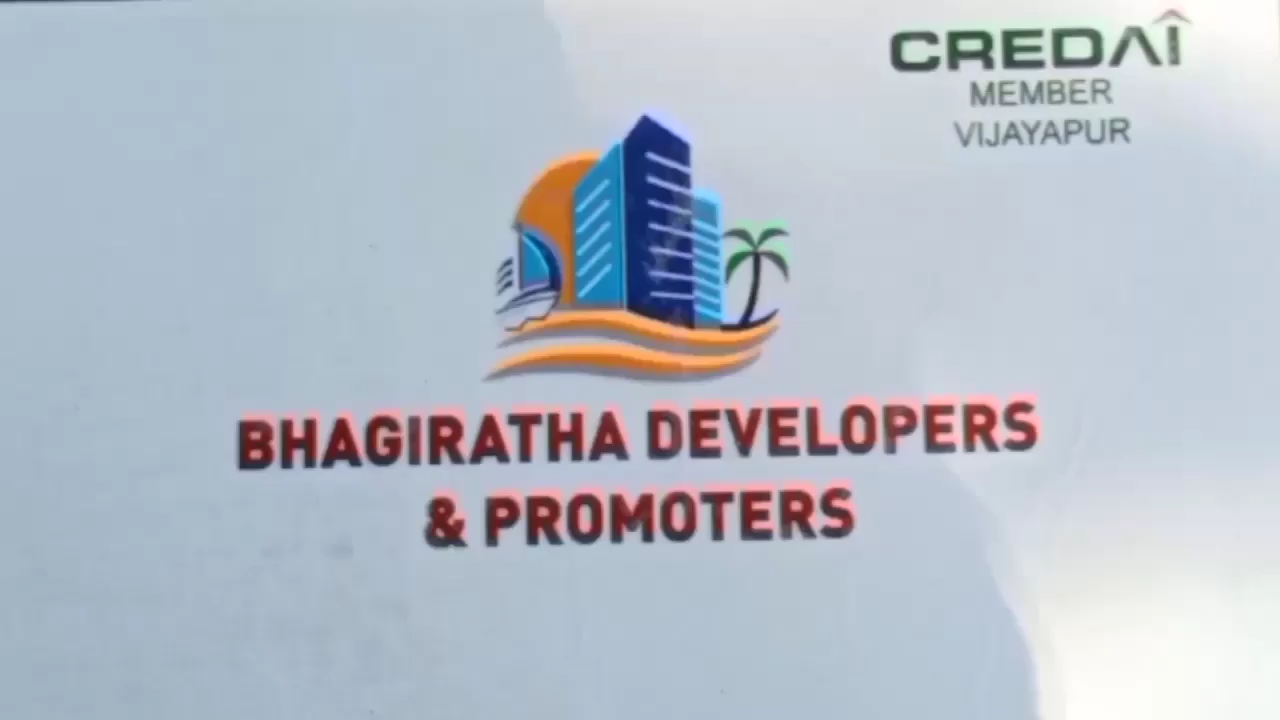 CREDAI
MEMBER
VIJAYAPUR
BHAGIRATHA DEVELOPERS
& PROMOTERS